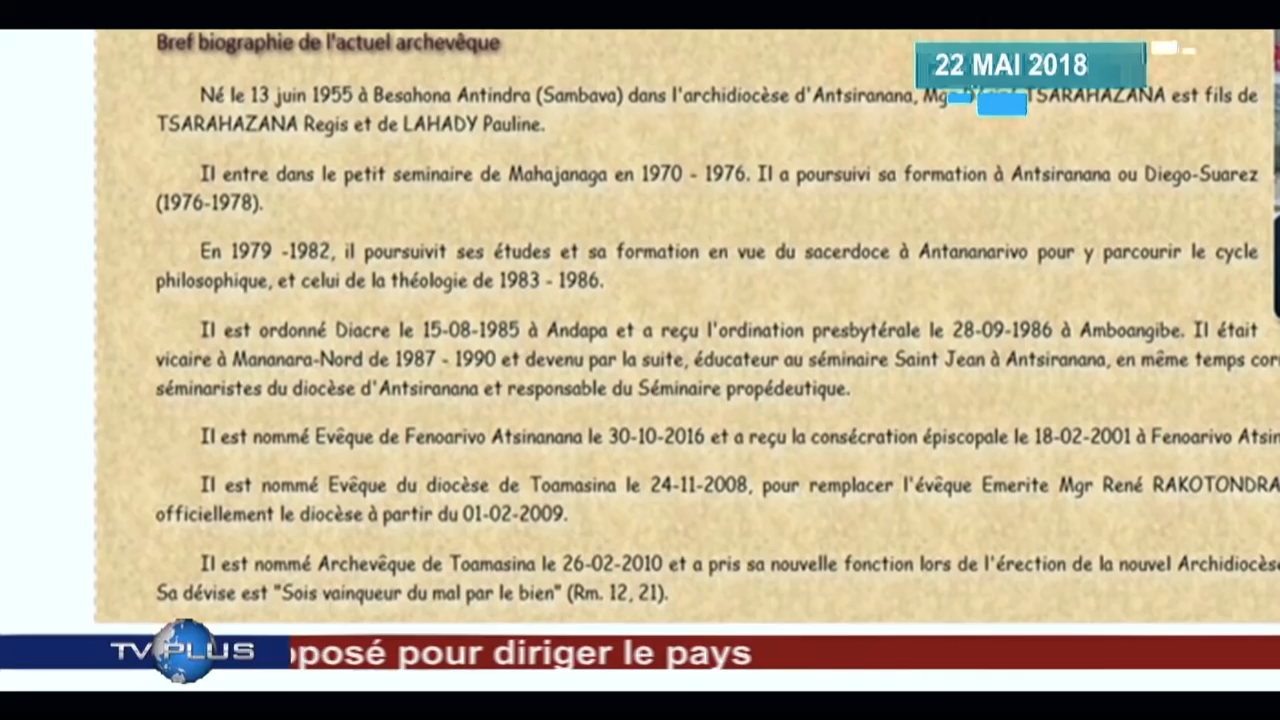 Bref biographie de l'actuel archevêque
22 MAI 2018
Né le 13 juin 1955 à Besahona Antindra (Sambava) dans l'archidiocèse d'Antsiranana, TSARAHAZANA est fils de
TSARAHAZANA Regis et de LAHADY Pauline.
Il entre dans le petit seminaire de Mahajanaga en 1970 - 1976. Il a poursuivi sa formation à Antsiranana ou Diego-Suarez
(1976-1978).
En 1979 -1982, il poursuivit ses études et sa formation en vue du sacerdoce à Antananarivo pour y parcourir le cycle
philosophique, et celui de la théologie de 1983 - 1986.
Il est ordonné Diacre le 15-08-1985 à Andapa et a reçu l'ordination presbytérale le 28-09-1986 à Amboangibe. Il était
vicaire à Mananara-Nord de 1987 - 1990 et devenu par la suite, éducateur au séminaire Saint Jean à Antsiranana, en même temps
séminaristes du diocèse d'Antsiranana et responsable du Séminaire propédeutique.
Il est nommé Evêque de Fenoarivo Atsinanana le 30-10-2016 et a reçu la consécration épiscopale le 18-02-2001 à Fenoarivo
Il est nommé Evêque du diocèse de Toamasina le 24-11-2008, pour remplacer l'évêque Emerite Mgr René RAKOTONDRA
officiellement le diocèse à partir du 01-02-2009.
Il est nommé Archevêque de Toamasina le 26-02-2010 et a pris sa nouvelle fonction lors de l'érection de la nouvel Archidiocèse
Sa dévise est "Sois vainqueur du mal par le bien" (Rm. 12, 21).
TV PLUS posé pour diriger le pays